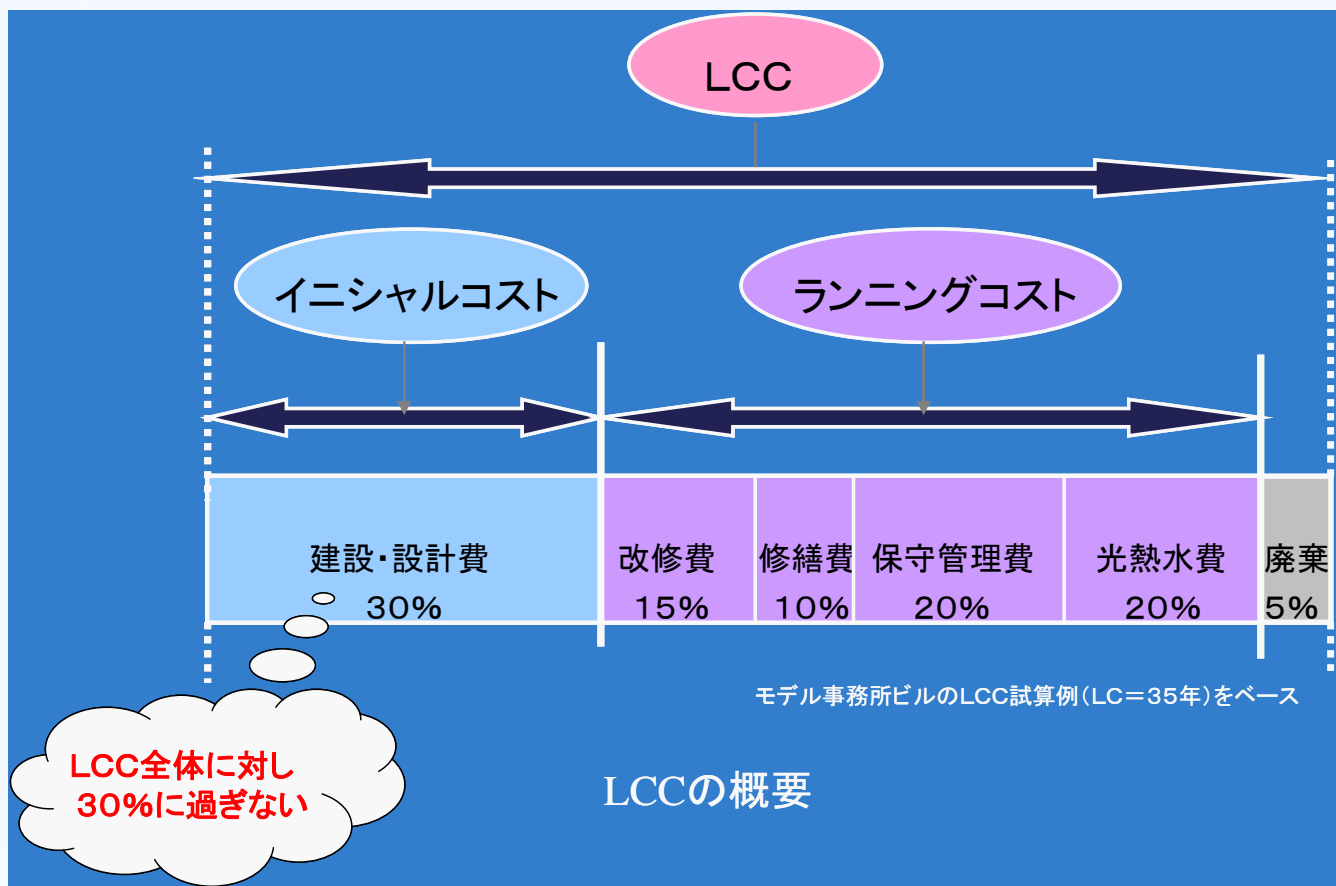 LCC
イニシャルコスト
ランニングコスト
建設・設計費
30%
改修費
15%
修繕費
10%
保守管理費
20%
光熱水費
20%
廃棄
5%
モデル事務所ビルのLCC試算例(LC=35年)をベース
LCC全体に対し
30%に過ぎない
LCCの概要